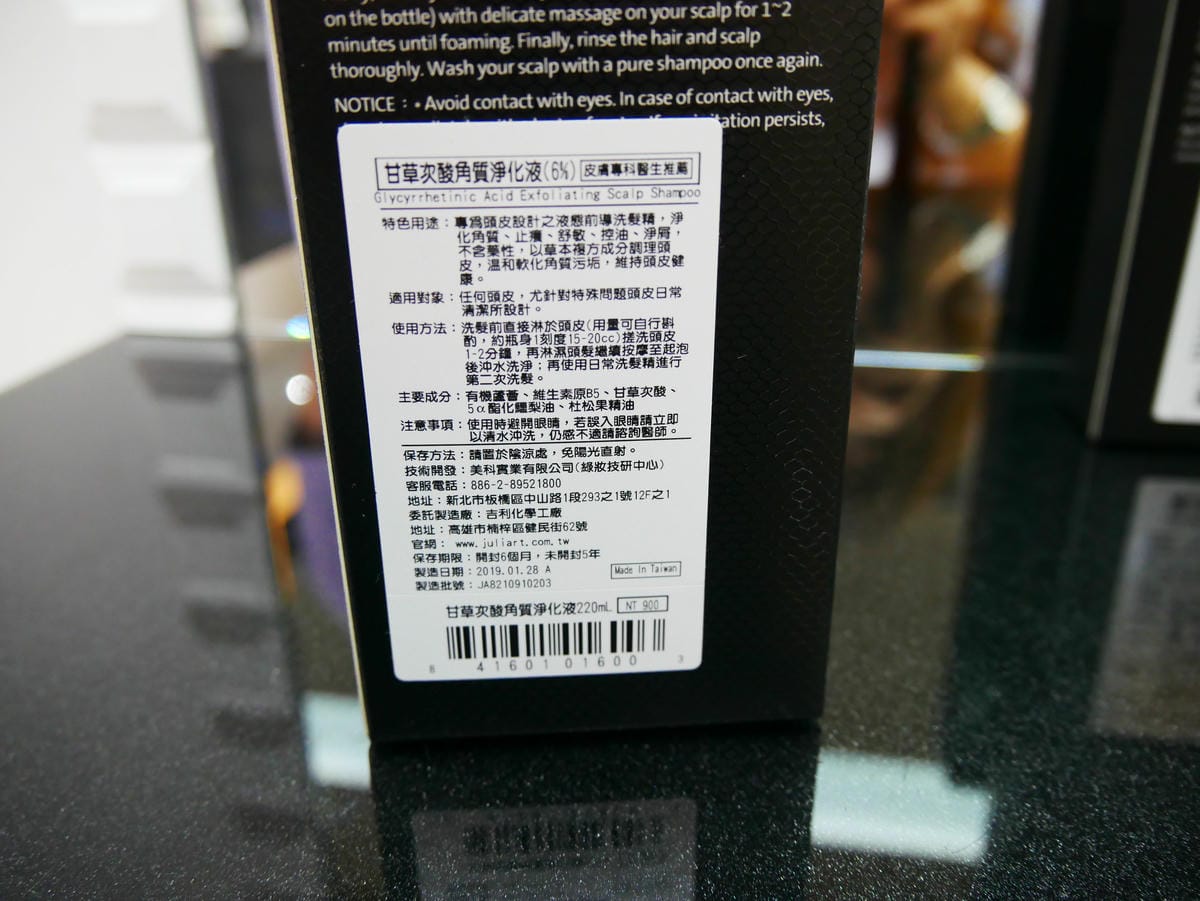 on the bottle) with delicate massage on your scalp for 1~2
minutes until foaming. Finally, rinse the hair and scalp
thoroughly. Wash your scalp with a pure shampoo once again.
NOTICE：• Avoid contact with eyes. In case of contact with eyes,
ation persists,
甘草次酸角質淨化液(6%) 皮膚專科醫生推薦
Glycyrrhetinic Acid Exfoliating Scalp Shampoo
特色用途：專為頭皮設計之液態前導洗髮精，淨
化角質、止癢、舒敏、控油、淨屑，
不含藥性，以草本複方成分調理頭
皮，溫和軟化角質污垢，維持頭皮健
康。
適用對象：任何頭皮，尤針對特殊問題頭皮日常
清潔所設計。
使用方法：洗髮前直接淋於頭皮(用量可自行斟
酌，約瓶身1刻度15-20cc)搓洗頭皮
1-2分鐘，再淋濕頭髮繼續按摩至起泡
後沖水洗淨；再使用日常洗髮精進行
第二次洗髮。
主要成分：有機蘆薈、維生素原B5、甘草次酸、
5α酯化鱷梨油、杜松果精油
注意事項：使用時避開眼睛，若誤入眼睛請立即
以清水沖洗，仍感不適請諮詢醫師。
保存方法：請置於陰涼處，免陽光直射。
技術開發：美科實業有限公司(綠妝技研中心)
客服電話：886-2-89521800
地址：新北市板橋區中山路1段293之1號12F之1
委託製造廠：吉利化學工廠
地址：高雄市楠梓區健民街62號
官網： www.juliart.com.tw
保存期限：開封6個月，未開封5年
製造日期：2019.01.28 A Made In Taiwan
製造批號：JA8210910203
甘草次酸角質淨化液220mL NT 900
8 41601 01600 3